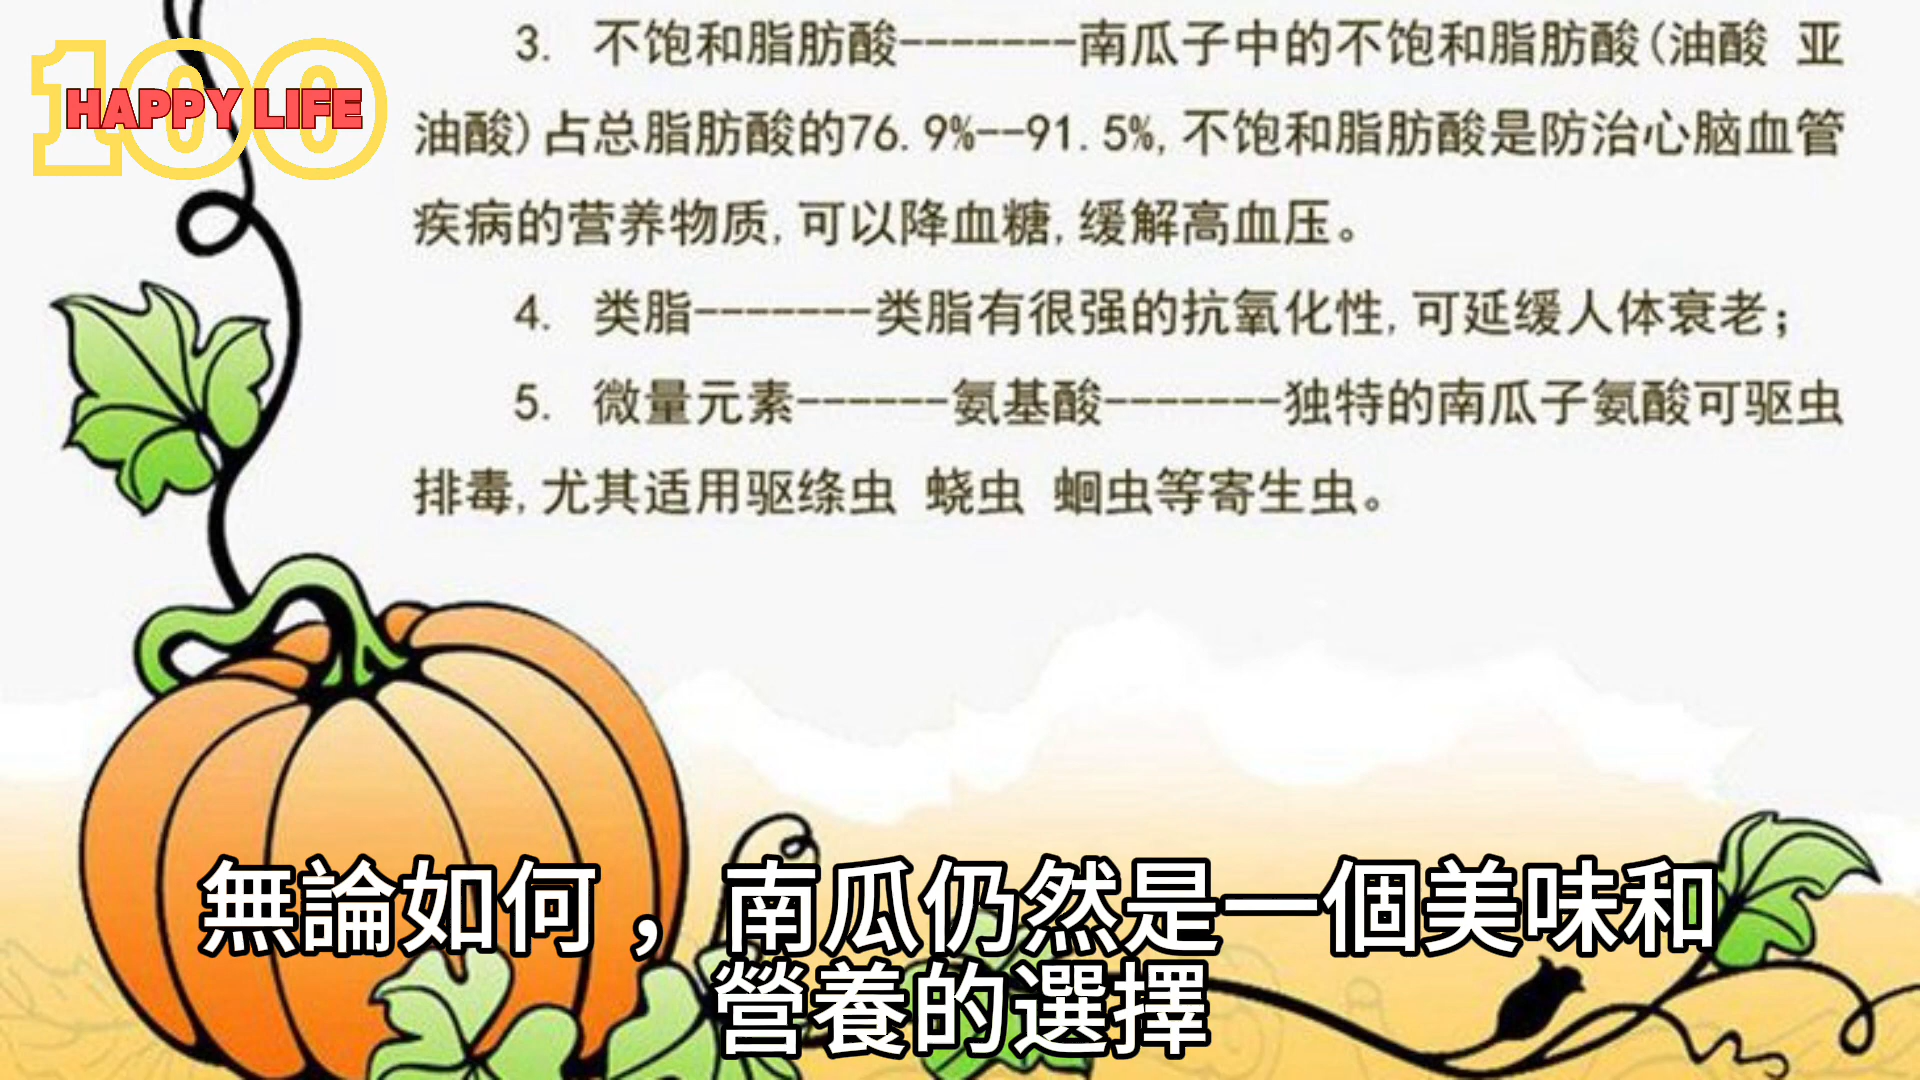 100
HAPPY LIFE
3. 不饱和脂肪酸-------南瓜子中的不饱和脂肪酸(油酸 亚
油酸)占总脂肪酸的76.9%--91.5%,不饱和脂肪酸是防治心脑血管
疾病的营养物质,可以降血糖,缓解高血压。
4. 类脂-------类脂有很强的抗氧化性,可延缓人体衰老;
5. 微量元素------氨基酸-------独特的南瓜子氨酸可驱虫
排毒,尤其适用驱绦虫 蛲虫 蛔虫等寄生虫。
無論如何，南瓜仍然是一個美味和
營養的選擇